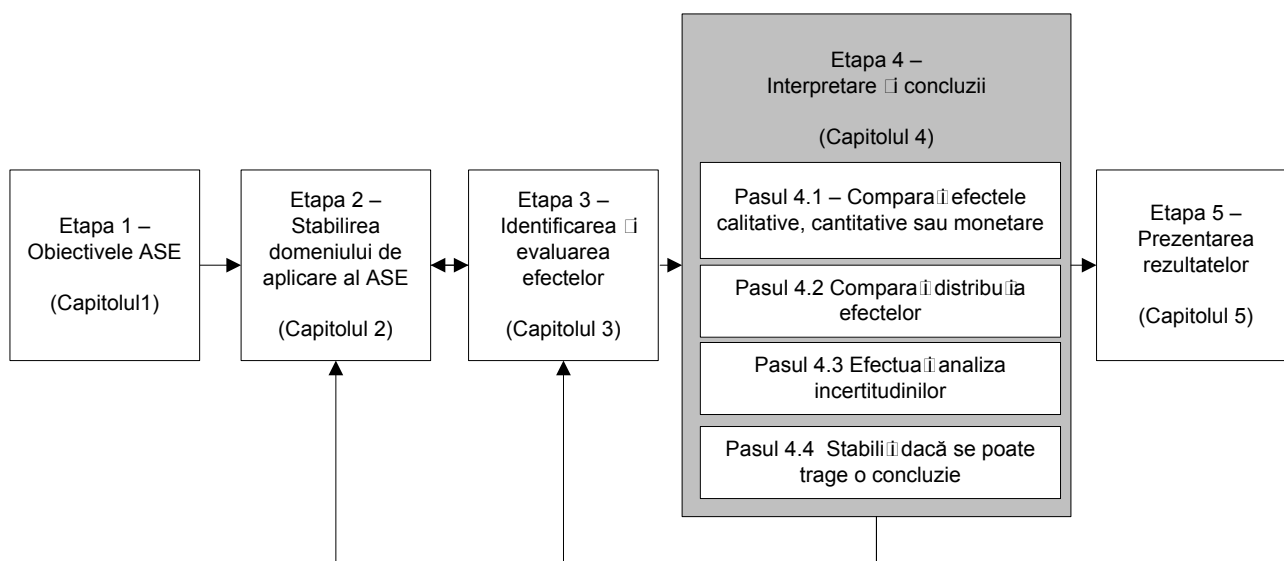 Etapa 1 –
Obiectivele ASE
(Capitolul1)
Etapa 2 –
Stabilirea
domeniului de
aplicare al ASE
(Capitolul 2)
Etapa 3 –
Identificarea □i
evaluarea
efectelor
(Capitolul 3)
Etapa 4 –
Interpretare □i concluzii
(Capitolul 4)
Pasul 4.1 – Compara□i efectele
calitative, cantitative sau monetare
Pasul 4.2 Compara□i distribu□ia
efectelor
Pasul 4.3 Efectua□i analiza
incertitudinilor
Pasul 4.4 Stabili□i dacă se poate
trage o concluzie
Etapa 5 –
Prezentarea
rezultatelor
(Capitolul 5)